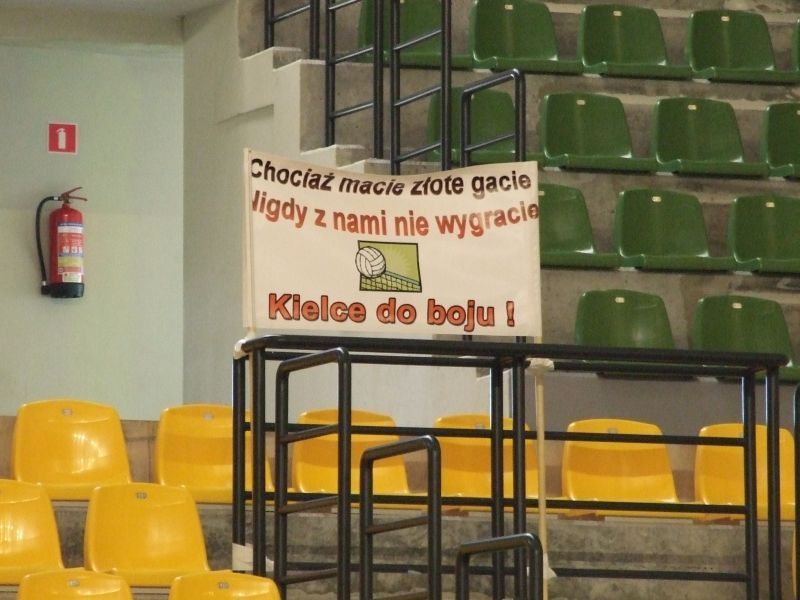 Chociaż macie złote gacie
Nigdy z nami nie wygracie
Kielce do boju !